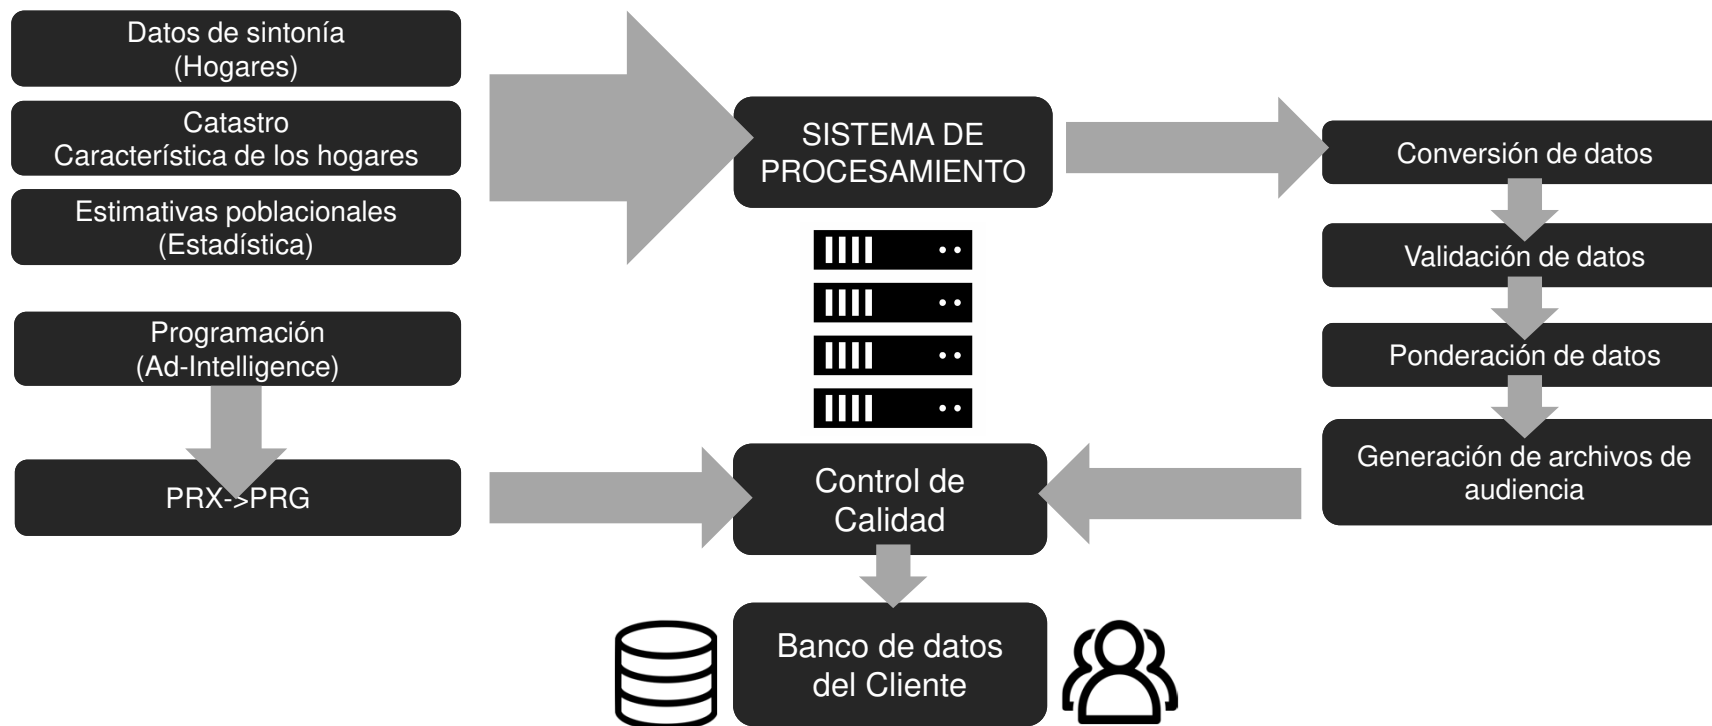 Datos de sintonía
(Hogares)
Catastro
Característica de los hogares
Estimativas poblacionales
(Estadística)
Programación
(Ad-Intelligence)
PRX->PRG
SISTEMA DE
PROCESAMIENTO
Control de
Calidad
Banco de datos
del Cliente
Conversión de datos
Validación de datos
Ponderación de datos
Generación de archivos de
audiencia